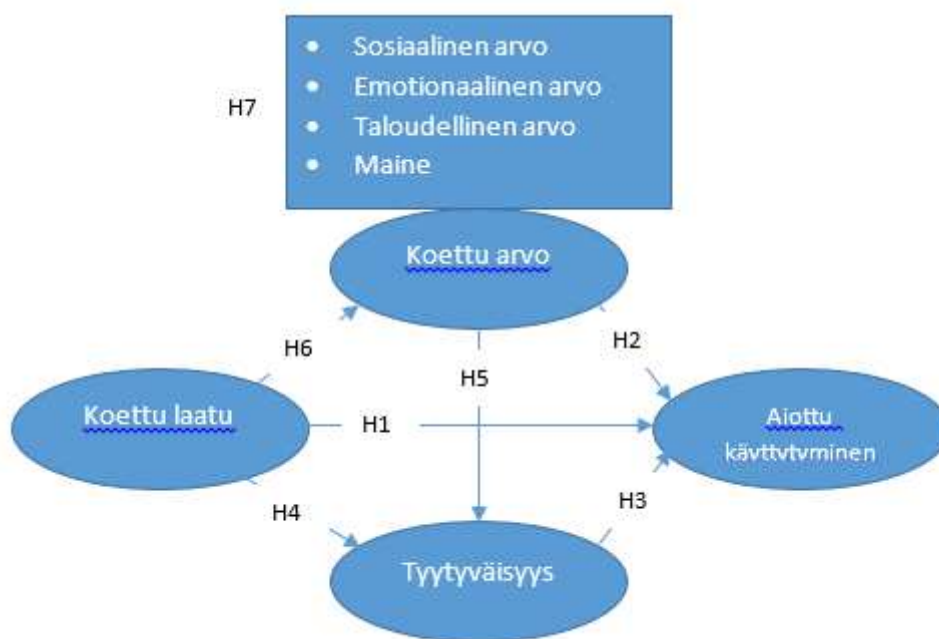 • Sosiaalinen arvo
• Emotionaalinen arvo
• Taloudellinen arvo
• Maine
H7
Koettu arvo
H6
H2
H5
Koettu laatu
H1
Aiottu
käyttytyminen
H4
H3
Tyytyväisyys